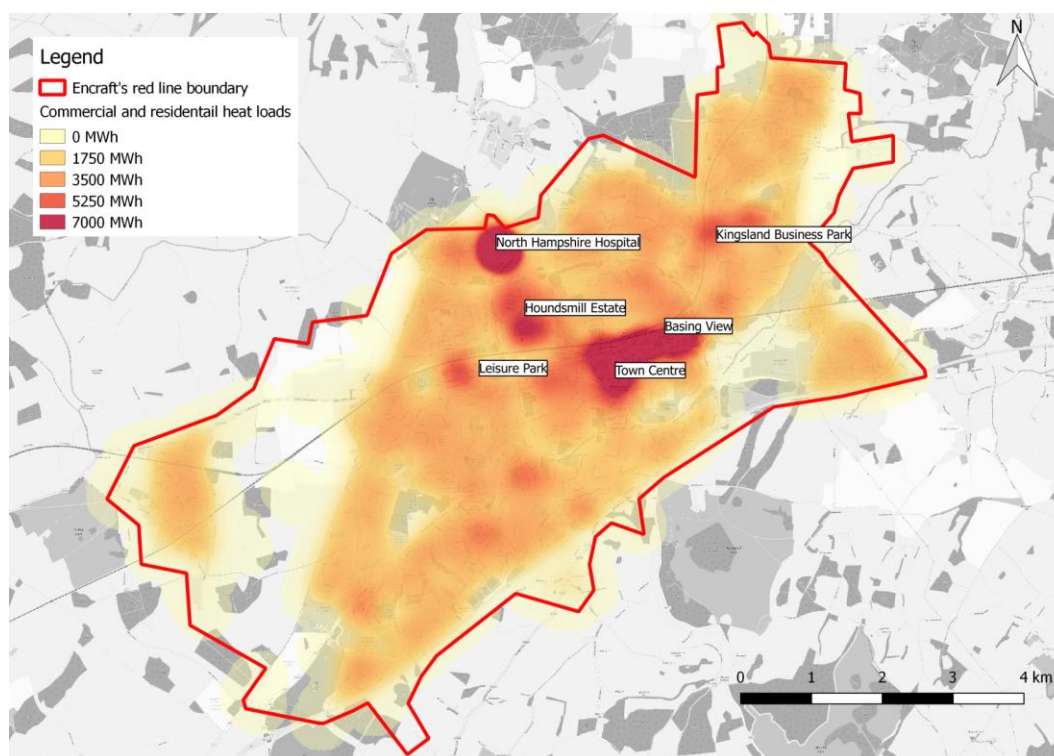 Legend
Encraft's red line boundary
Commercial and residentail heat loads
0 MWh
1750 MWh
3500 MWh
5250 MWh
7000 MWh
N
North Hampshire Hospital
Kingsland Business Park
Houndsmill Estate
Basing View
Leisure Park
Town Centre
0 1 2 3 4 km